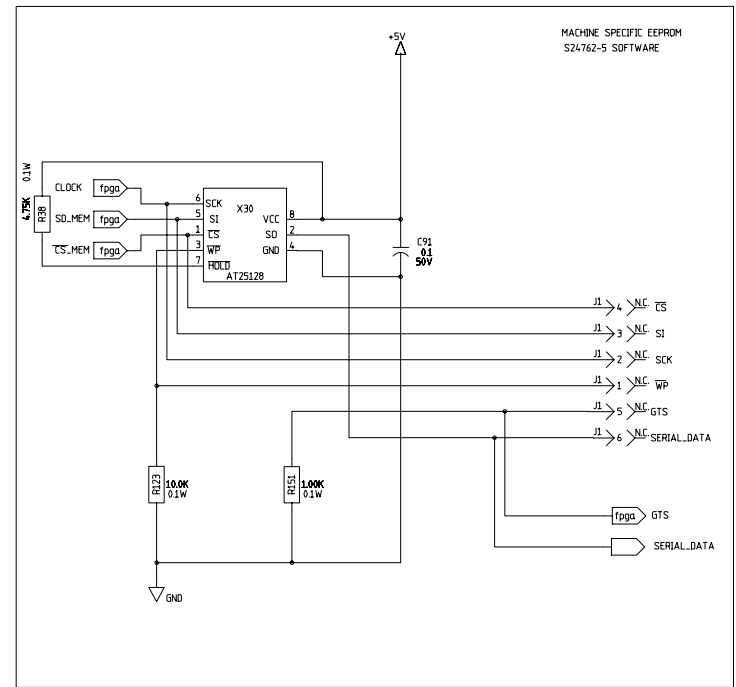 +5V
MACHINE SPECIFIC EEPROM
S24762-5 SOFTWARE
4.75K 0.1W
R38
CLOCK fpga
SD_MEM fpga
CS_MEM fpga
6 SCK
5 SI
1 CS
3 WP
7 HOLD
X30
VCC 8
SO 2
GND 4
AT25128
C91
0.1
50V
J1 4 N.C. CS
J1 3 N.C. SI
J1 2 N.C. SCK
J1 1 N.C. WP
J1 5 N.C. GTS
J1 6 N.C. SERIAL_DATA
R123 10.0K
0.1W
R151 1.00K
0.1W
fpga GTS
SERIAL_DATA
GND